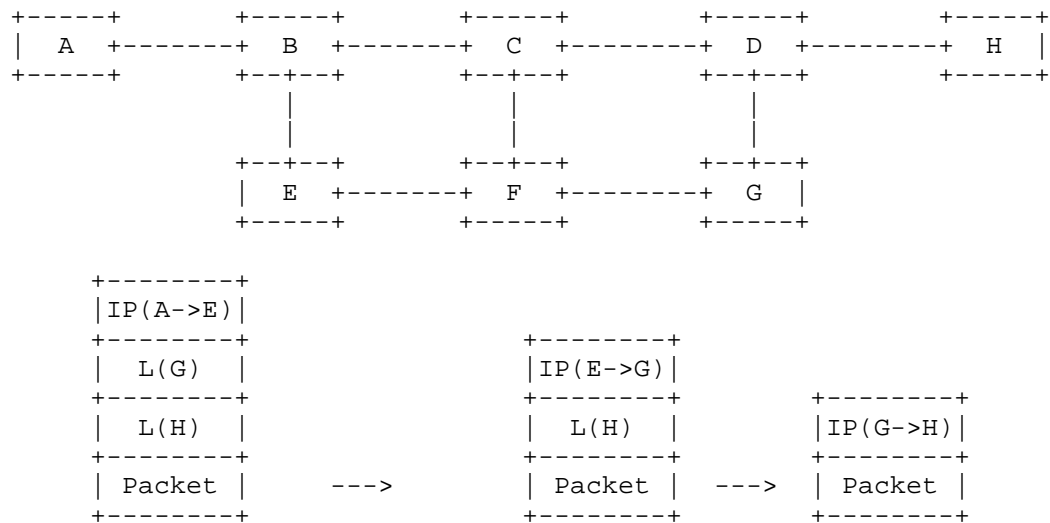 A B C D H
E F G
IP(A->E)
L(G) IP(E->G)
L(H) L(H) IP(G->H)
Packet ---> Packet ---> Packet